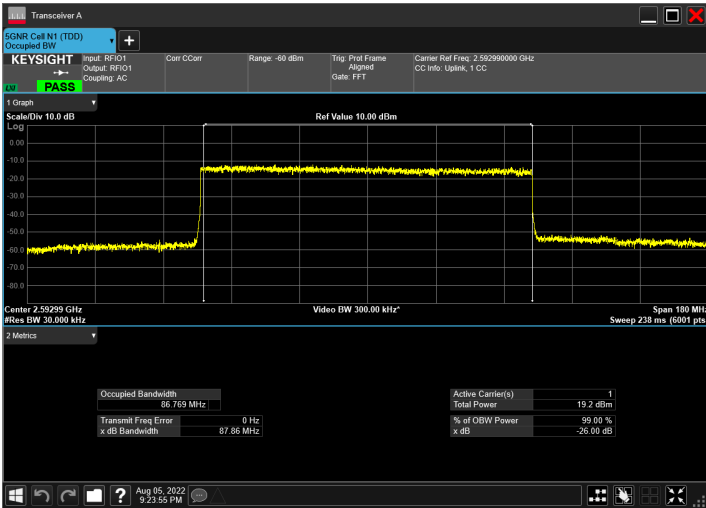 Transceiver A
5GNR Cell N1 (TDD)
Occupied BW
KEYSIGHT
LXI
PASS
Input: RFIO1
Output: RFIO1
Coupling: AC
Corr CCorr
Range: -60 dBm
Trig: Prot Frame
Aligned
Gate: FFT
Carrier Ref Freq: 2.592990000 GHz
CC Info: Uplink, 1 CC
1 Graph
Scale/Div 10.0 dB
Ref Value 10.00 dBm
Log
0.00
-10.0
-20.0
-30.0
-40.0
-50.0
-60.0
-70.0
-80.0
Center 2.59299 GHz
Video BW 300.00 kHz*
Span 180 MHz
#Res BW 30.000 kHz
Sweep 238 ms (6001 pts
2 Metrics
Occupied Bandwidth
86.769 MHz
Active Carrier(s) 1
Total Power 19.2 dBm
Transmit Freq Error 0 Hz
x dB Bandwidth 87.86 MHz
% of OBW Power 99.00 %
x dB -26.00 dB
?
Aug 05, 2022
9:23:55 PM